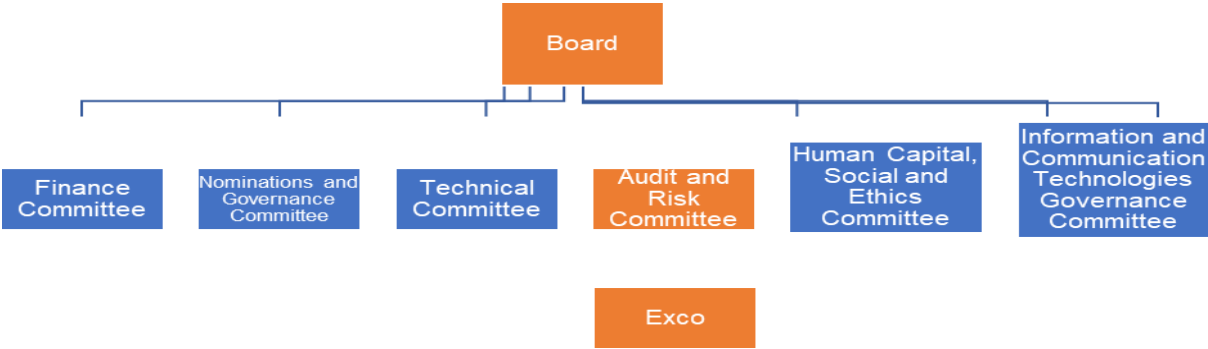 Board
Finance
Committee
Nominations and
Governance
Committee
Technical
Committee
Audit and
Risk
Committee
Human Capital,
Social and
Ethics
Committee
Information and
Communication
Technologies
Governance
Committee
Exco